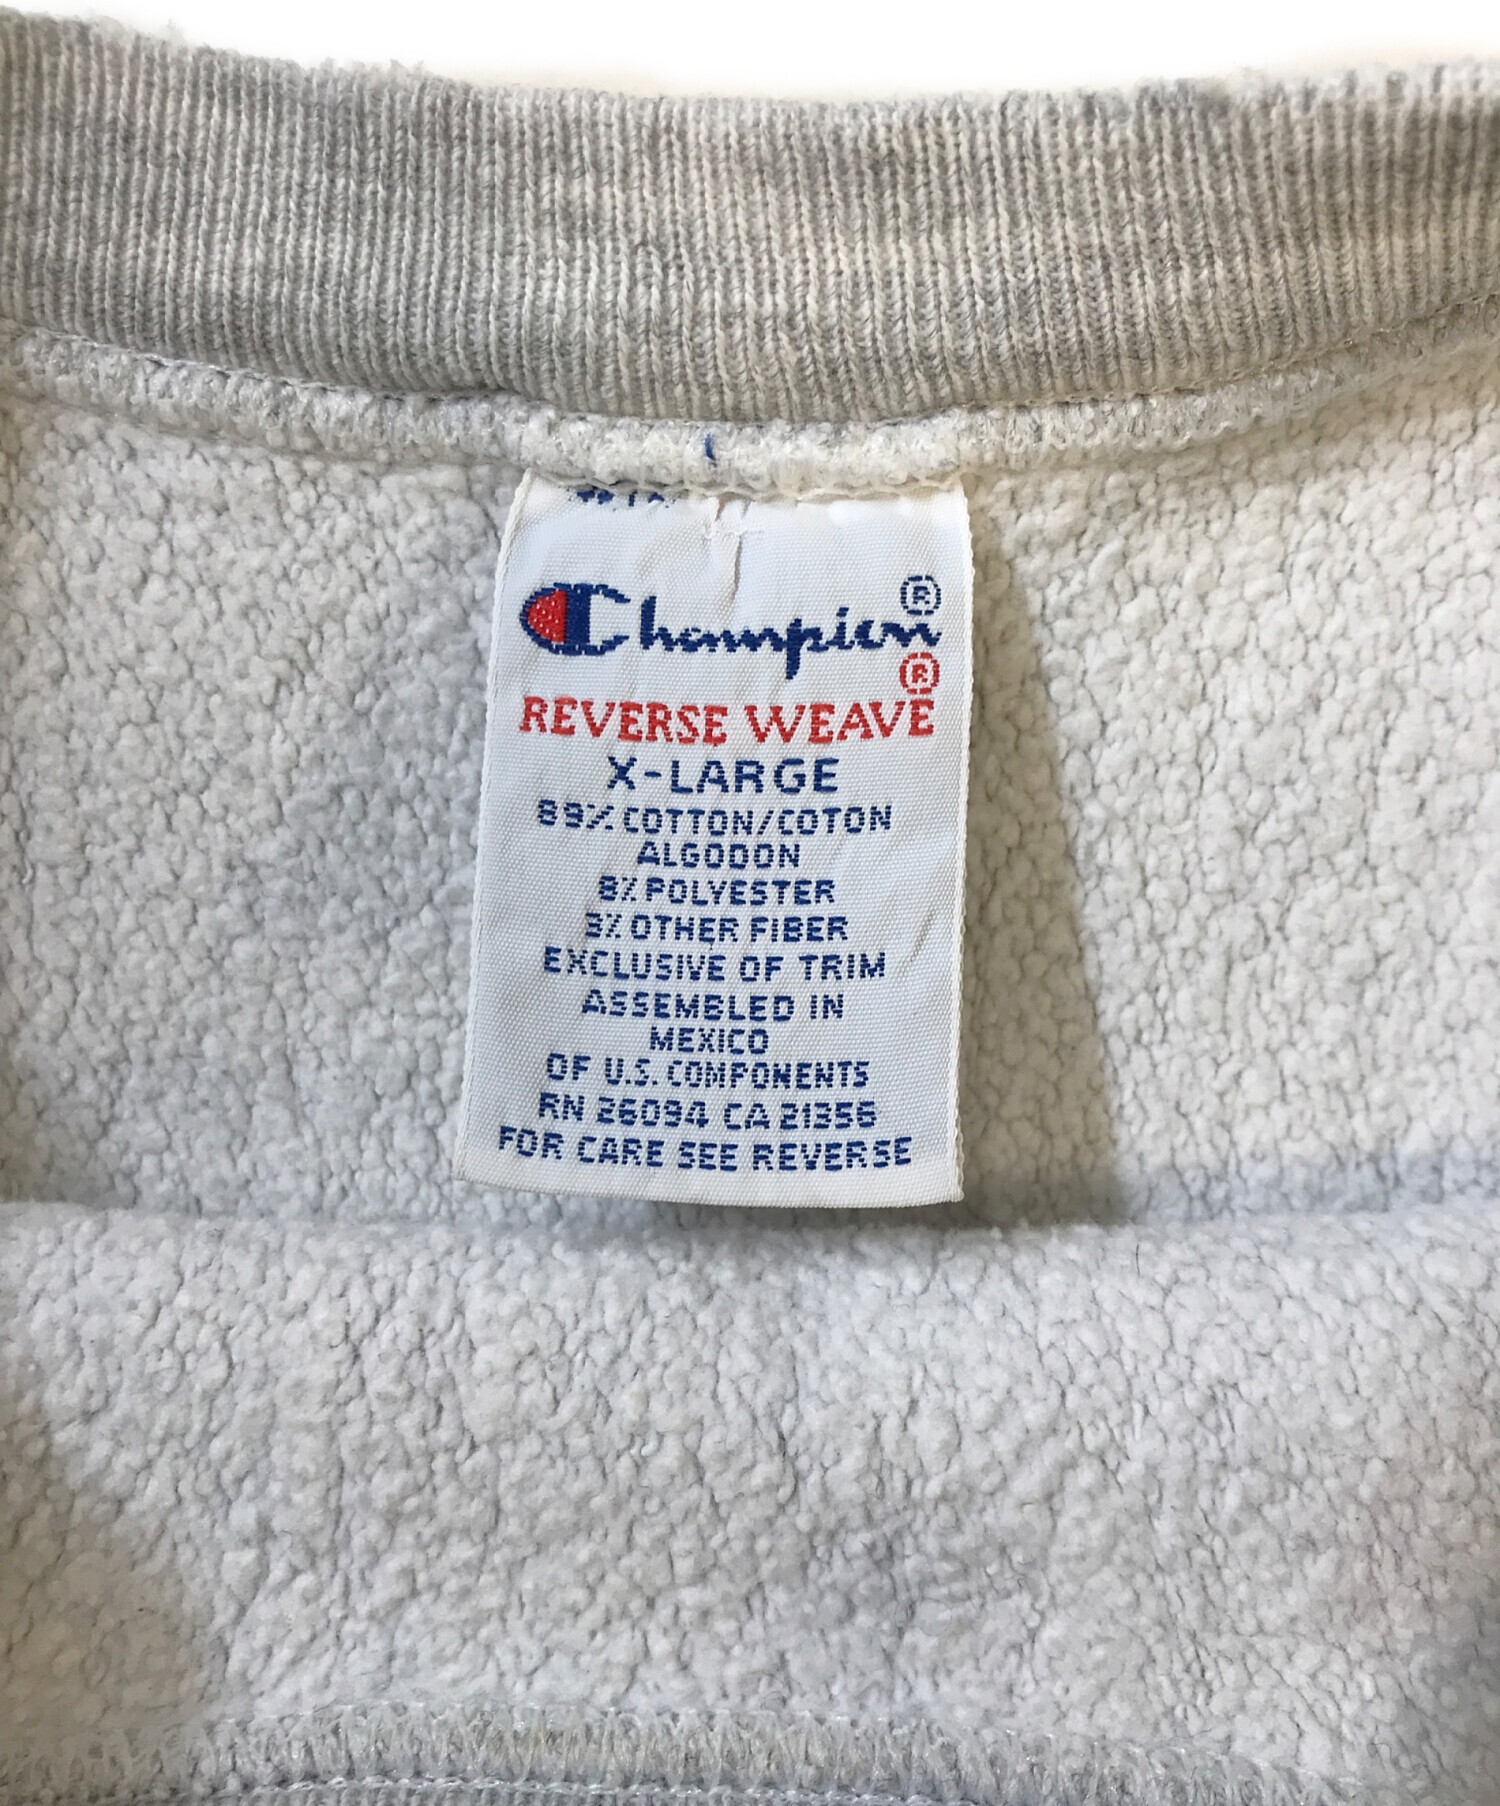 Champion®
®
REVERSE WEAVE
X-LARGE
89% COTTON/COTON
ALGODON
8% POLYESTER
3% OTHER FIBER
EXCLUSIVE OF TRIM
ASSEMBLED IN
MEXICO
OF U.S. COMPONENTS
RN 26094 CA 21356
FOR CARE SEE REVERSE